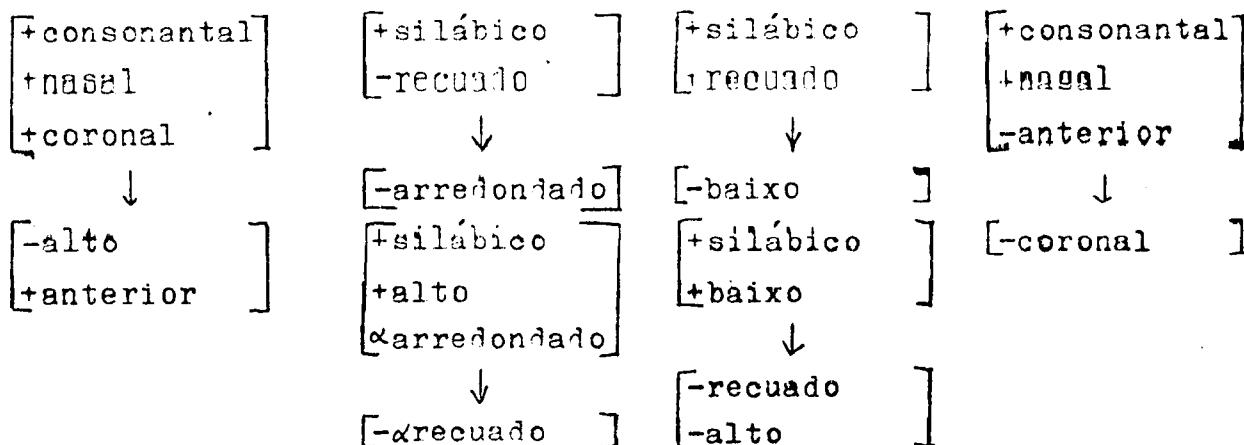 [+consonantal
+nasal
+coronal]
↓
[-alto
+anterior]
[+silábico
-recuado]
↓
[-arredondado]
[+silábico
+alto
αarredondado]
↓
[-αrecuado]
[+silábico
+recuado]
↓
[-baixo]
[+silábico
+baixo]
↓
[-recuado
-alto]
[+consonantal
+nasal
-anterior]
↓
[-coronal]